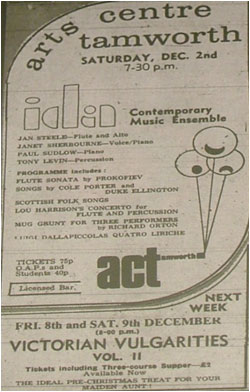 arts centre
tamworth
SATURDAY, DEC. 2nd
7-30 p.m.
Contemporary
Music Ensemble
JAN STEELE—Flute and Alto
JANET SHERBOURNE—Voice/Piano
PAUL SUDLOW—Piano
TONY LEVIN—Percussion
PROGRAMME includes:
FLUTE SONATA by PROKOFIEV
SONGS by COLE PORTER and
DUKE ELLINGTON
SCOTTISH FOLK SONGS
LOU HARRISON'S CONCERTO for
FLUTE AND PERCUSSION
MUG GRUNT FOR THREE PERFORMERS
by RICHARD ORTON
LUIGI DALLAPICCOLAS QUATRO LIRICHE
TICKETS 75p
O.A.P.s and
Students 40p
Licensed Bar.
act
tamworth
NEXT
WEEK
FRI. 8th and SAT. 9th DECEMBER
VICTORIAN VULGARITIES
VOL. II
Tickets including Three-course Supper—£2
Available Now
THE IDEAL PRE-CHRISTMAS TREAT FOR YOUR
MAIDEN AUNT!